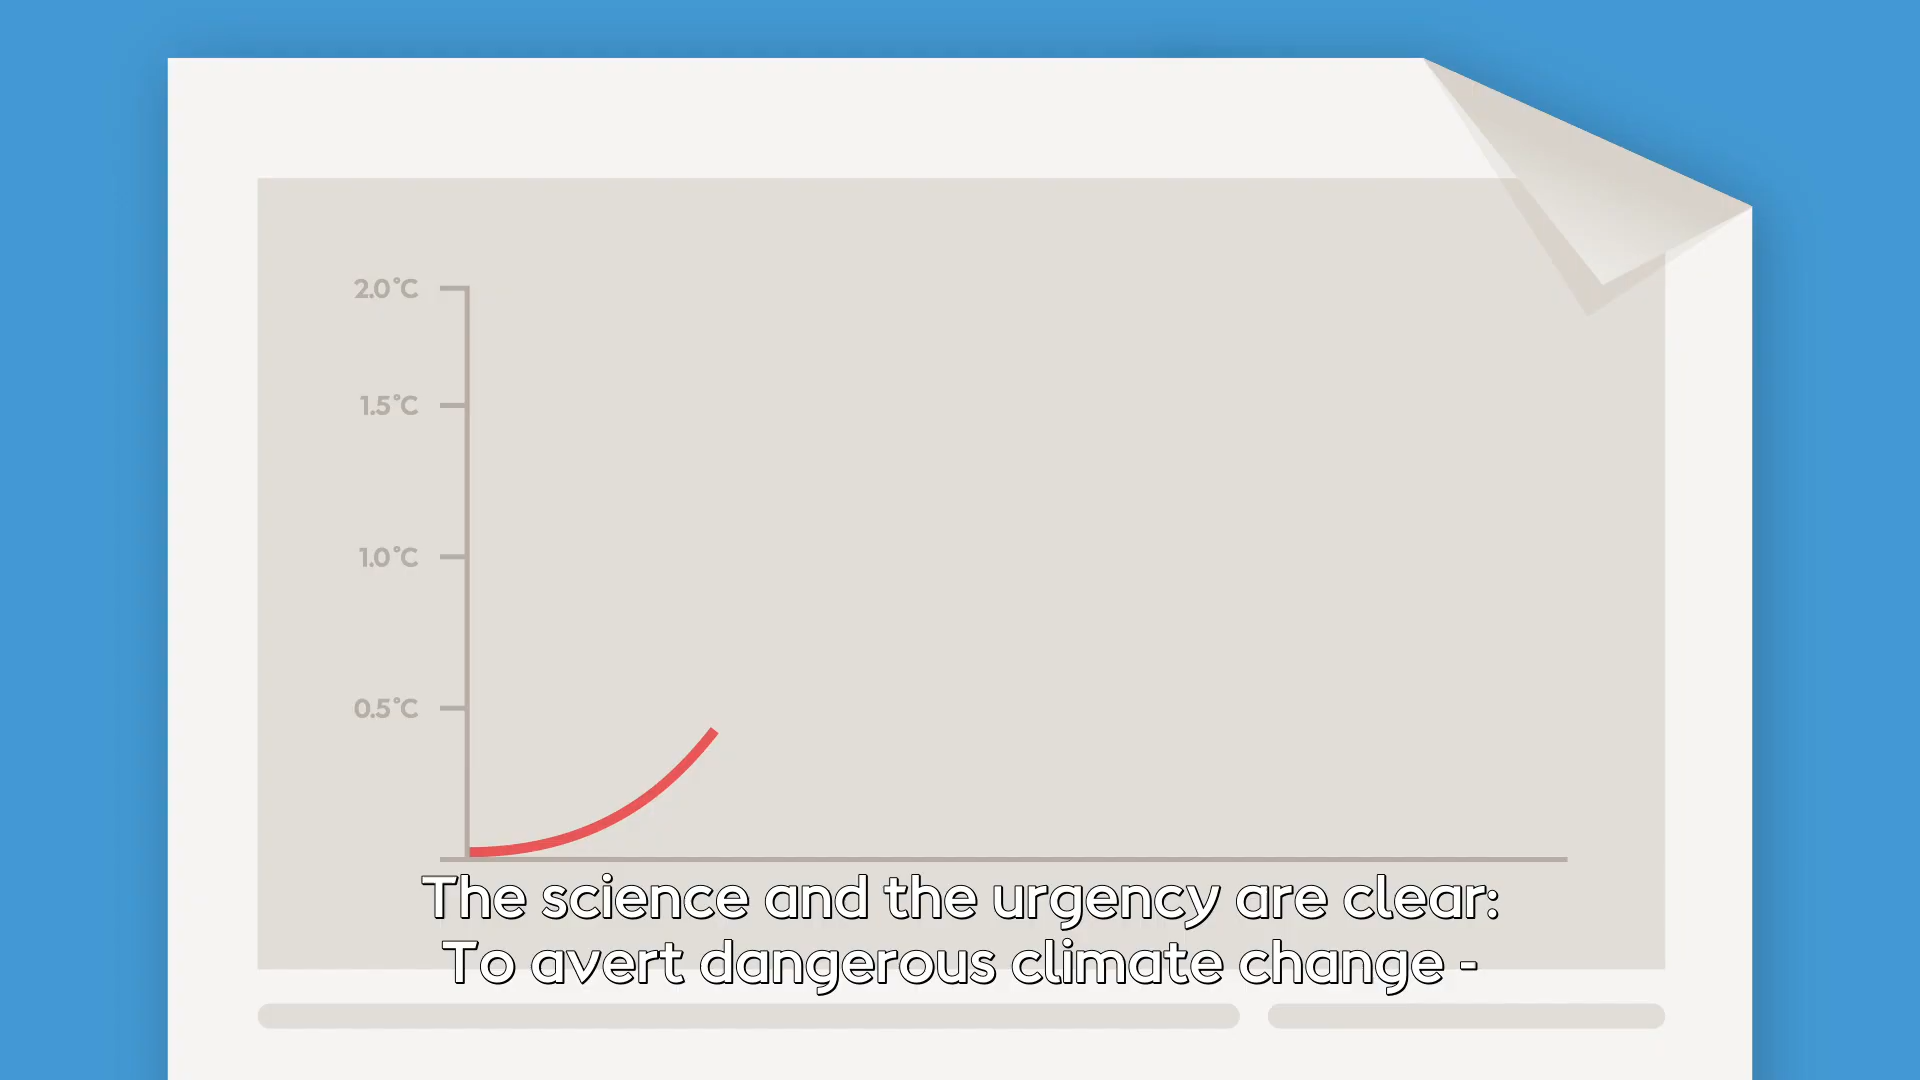 2.0°C
1.5°C
1.0°C
0.5°C
The science and the urgency are clear:
To avert dangerous climate change -